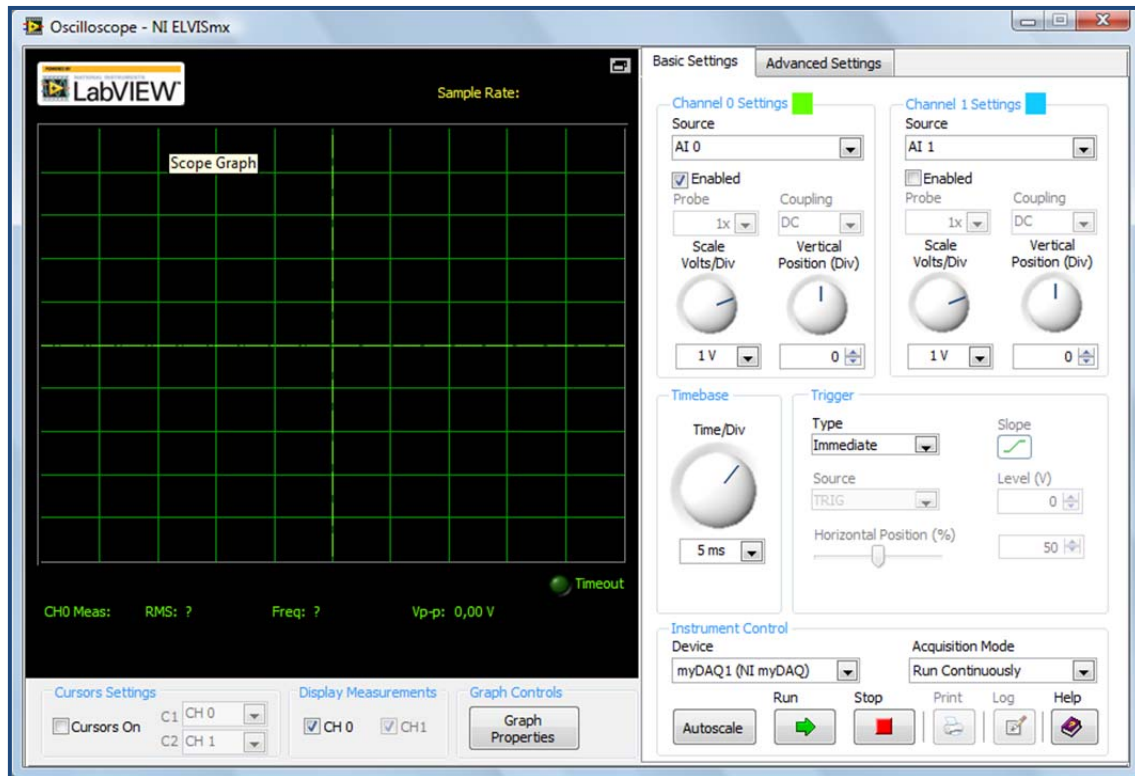 Oscilloscope - NI ELVISmx
POWERED BY
NATIONAL INSTRUMENTS
LabVIEW
Sample Rate:
Scope Graph
Timeout
CH0 Meas: RMS: ? Freq: ? Vp-p: 0,00 V
Cursors Settings
Cursors On
C1 CH 0
C2 CH 1
Display Measurements
CH 0 CH1
Graph Controls
Graph
Properties
Basic Settings Advanced Settings
Channel 0 Settings
Source
AI 0
Enabled
Probe Coupling
1x DC
Scale Vertical
Volts/Div Position (Div)
1 V 0
Channel 1 Settings
Source
AI 1
Enabled
Probe Coupling
1x DC
Scale Vertical
Volts/Div Position (Div)
1 V 0
Timebase
Time/Div
5 ms
Trigger
Type Slope
Immediate
Source Level (V)
TRIG 0
Horizontal Position (%)
50
Instrument Control
Device Acquisition Mode
myDAQ1 (NI myDAQ) Run Continuously
Run Stop Print Log Help
Autoscale